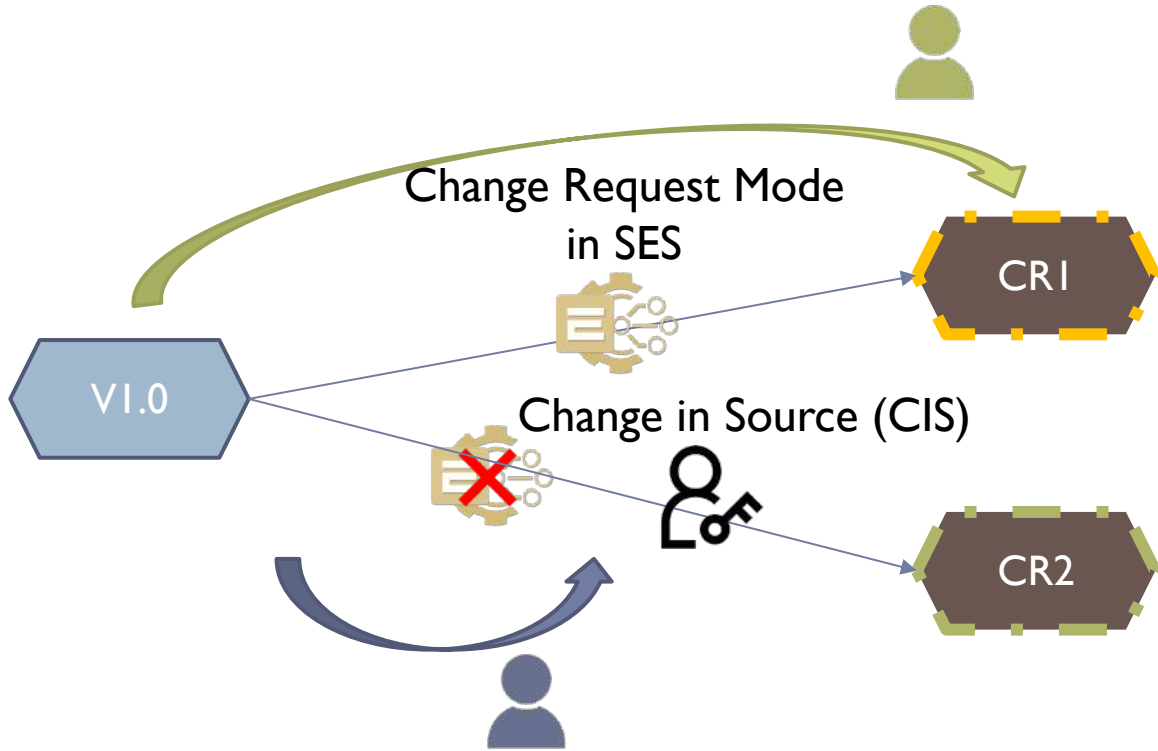 Change Request Mode
in SES
CR1
V1.0
Change in Source (CIS)
CR2